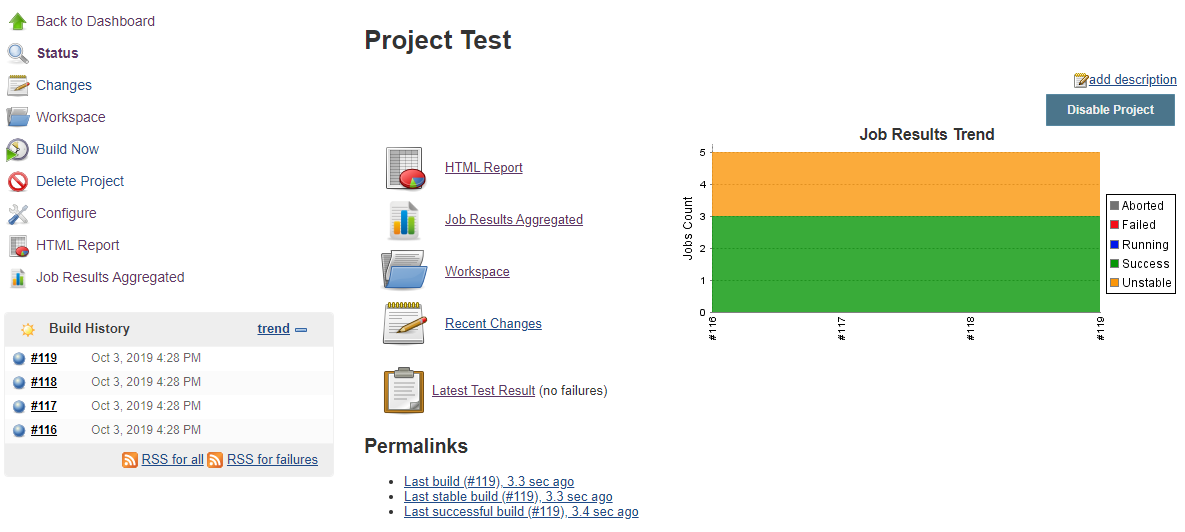 Back to Dashboard
Status
Changes
Workspace
Build Now
Delete Project
Configure
HTML Report
Job Results Aggregated
Build History trend
#119 Oct 3, 2019 4:28 PM
#118 Oct 3, 2019 4:28 PM
#117 Oct 3, 2019 4:28 PM
#116 Oct 3, 2019 4:28 PM
RSS for all RSS for failures
Project Test
add description
Disable Project
HTML Report
Job Results Aggregated
Workspace
Recent Changes
Latest Test Result (no failures)
Job Results Trend
Jobs Count
5
4
3
2
1
0
#116
#117
#118
#119
Aborted
Failed
Running
Success
Unstable
Permalinks
Last build (#119), 3.3 sec ago
Last stable build (#119), 3.3 sec ago
Last successful build (#119), 3.4 sec ago